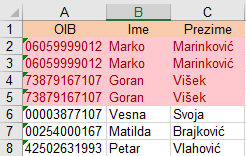 A B C
1 OIB Ime Prezime
2 06059999012 Marko Marinković
3 06059999012 Marko Marinković
4 73879167107 Goran Višek
5 73879167107 Goran Višek
6 00003877107 Vesna Svoja
7 00254000167 Matilda Brajković
8 42502631993 Petar Vlahović